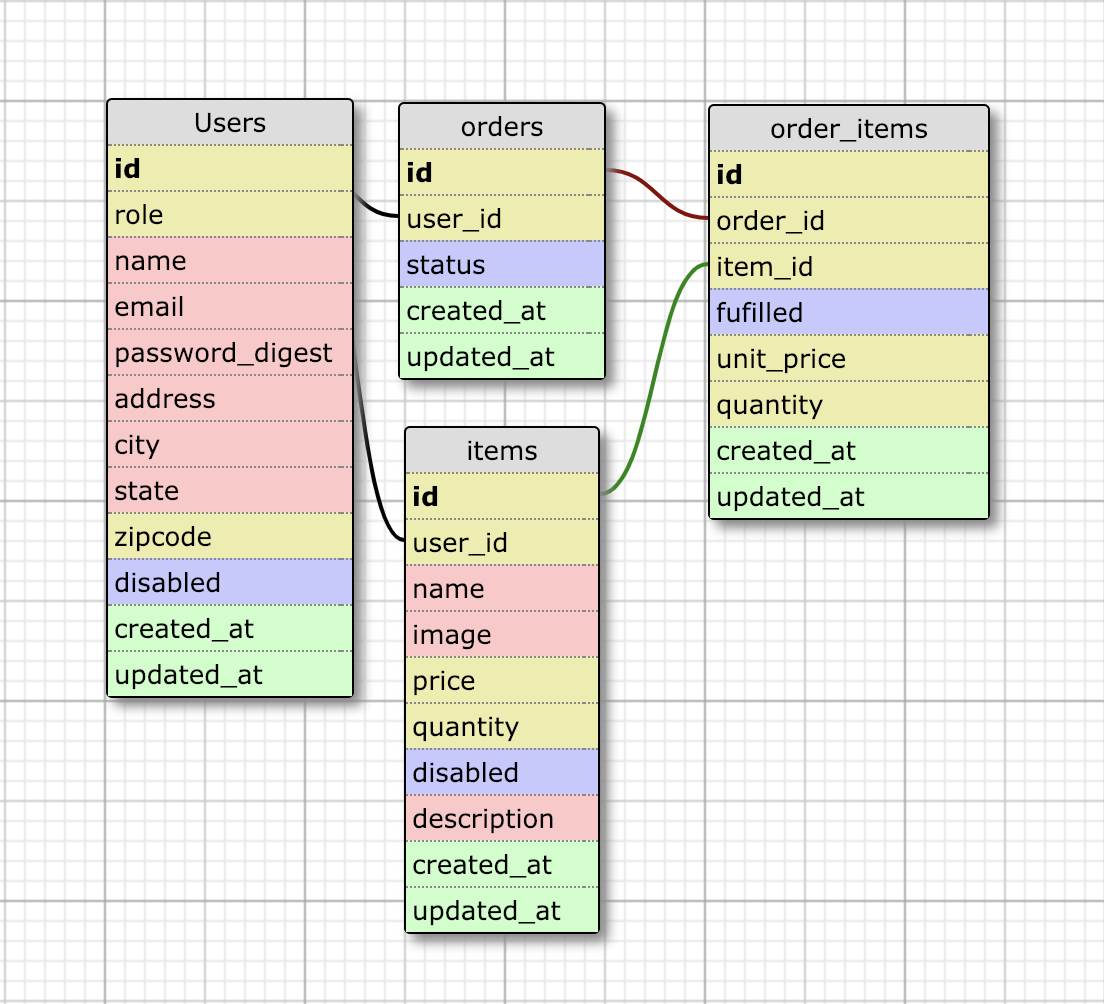 Users
id
role
name
email
password_digest
address
city
state
zipcode
disabled
created_at
updated_at
orders
id
user_id
status
created_at
updated_at
items
id
user_id
name
image
price
quantity
disabled
description
created_at
updated_at
order_items
id
order_id
item_id
fufilled
unit_price
quantity
created_at
updated_at